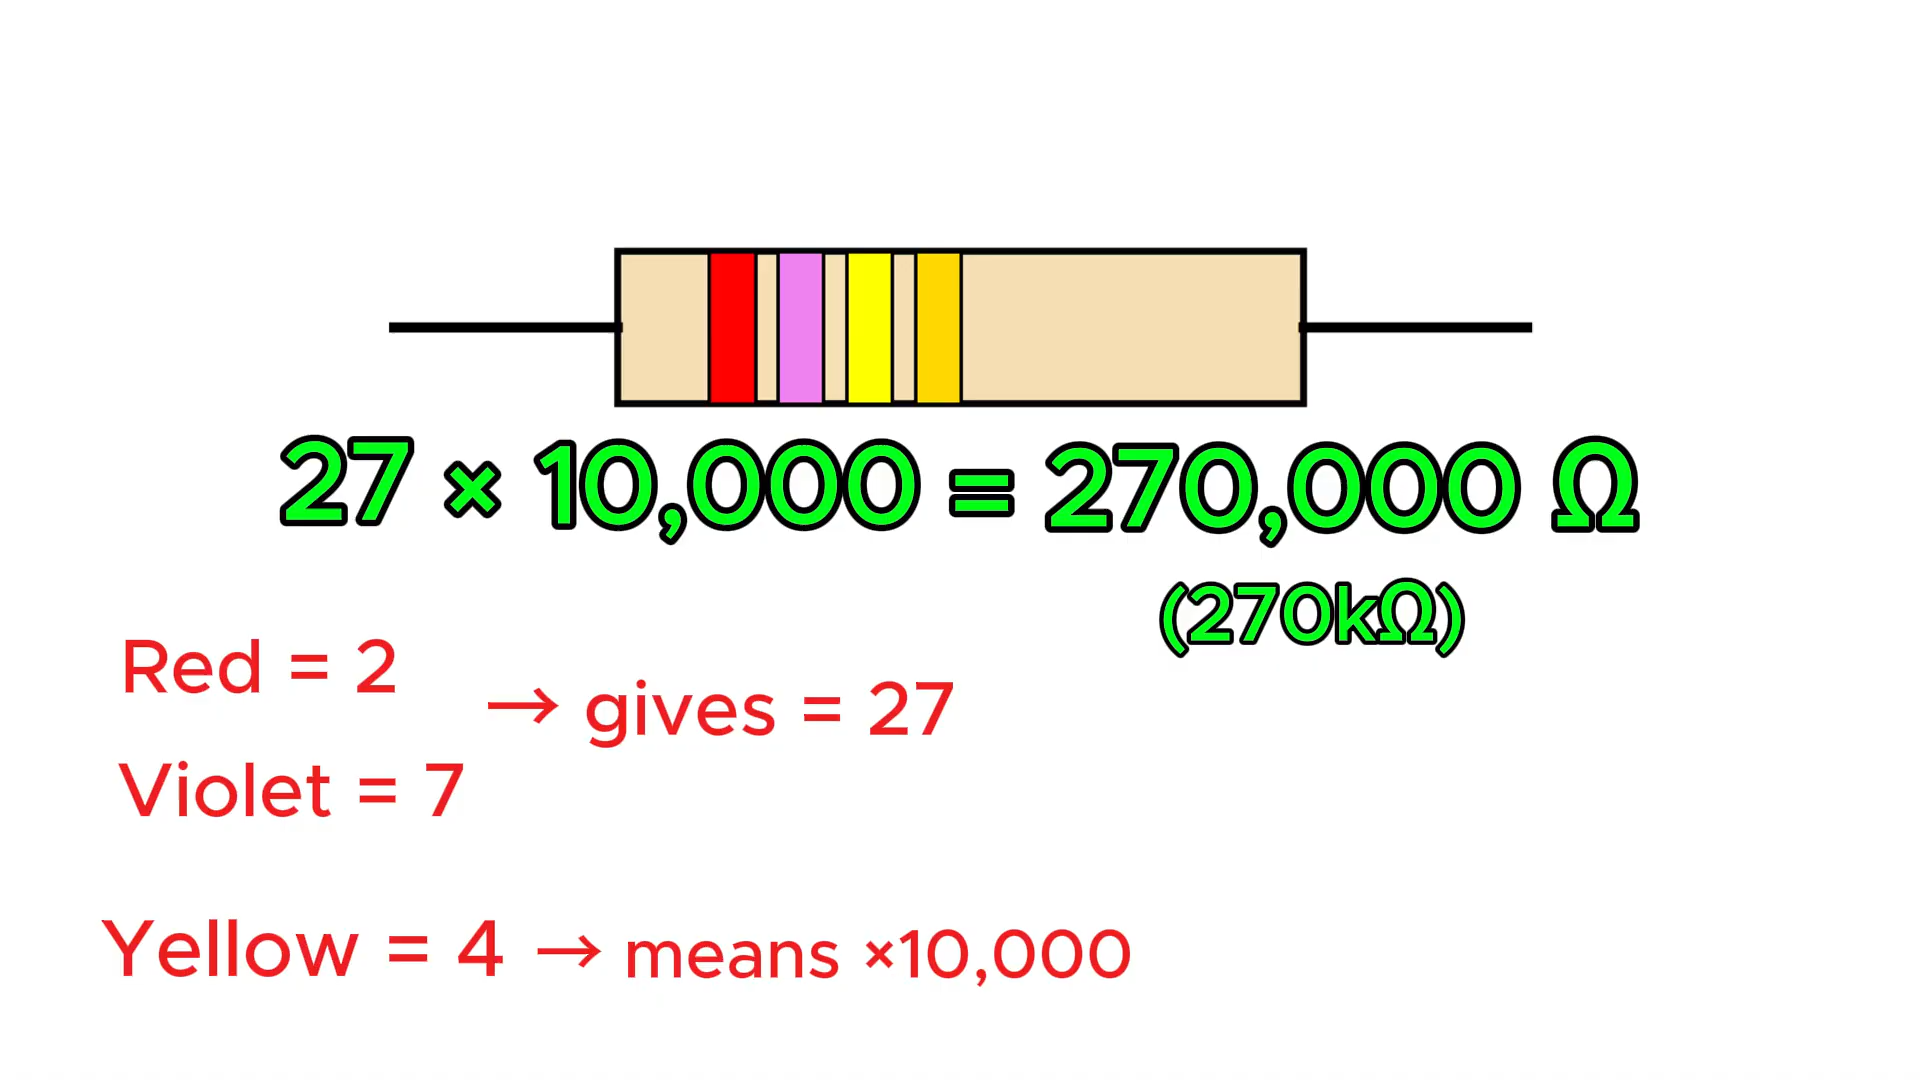 27 × 10,000 = 270,000 Ω
(270kΩ)
Red = 2
→ gives = 27
Violet = 7
Yellow = 4 → means ×10,000